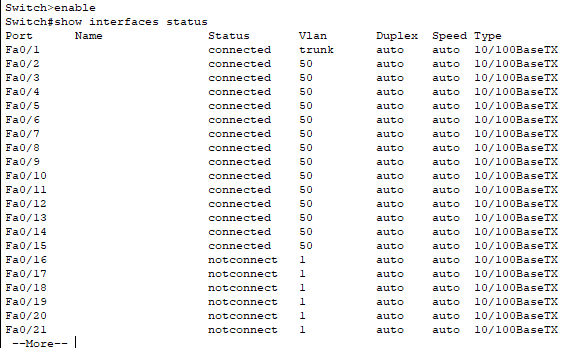 Switch>enable
Switch#show interfaces status
Port Name Status Vlan Duplex Speed Type
Fa0/1 connected trunk auto auto 10/100BaseTX
Fa0/2 connected 50 auto auto 10/100BaseTX
Fa0/3 connected 50 auto auto 10/100BaseTX
Fa0/4 connected 50 auto auto 10/100BaseTX
Fa0/5 connected 50 auto auto 10/100BaseTX
Fa0/6 connected 50 auto auto 10/100BaseTX
Fa0/7 connected 50 auto auto 10/100BaseTX
Fa0/8 connected 50 auto auto 10/100BaseTX
Fa0/9 connected 50 auto auto 10/100BaseTX
Fa0/10 connected 50 auto auto 10/100BaseTX
Fa0/11 connected 50 auto auto 10/100BaseTX
Fa0/12 connected 50 auto auto 10/100BaseTX
Fa0/13 connected 50 auto auto 10/100BaseTX
Fa0/14 connected 50 auto auto 10/100BaseTX
Fa0/15 connected 50 auto auto 10/100BaseTX
Fa0/16 notconnect 1 auto auto 10/100BaseTX
Fa0/17 notconnect 1 auto auto 10/100BaseTX
Fa0/18 notconnect 1 auto auto 10/100BaseTX
Fa0/19 notconnect 1 auto auto 10/100BaseTX
Fa0/20 notconnect 1 auto auto 10/100BaseTX
Fa0/21 notconnect 1 auto auto 10/100BaseTX
--More--